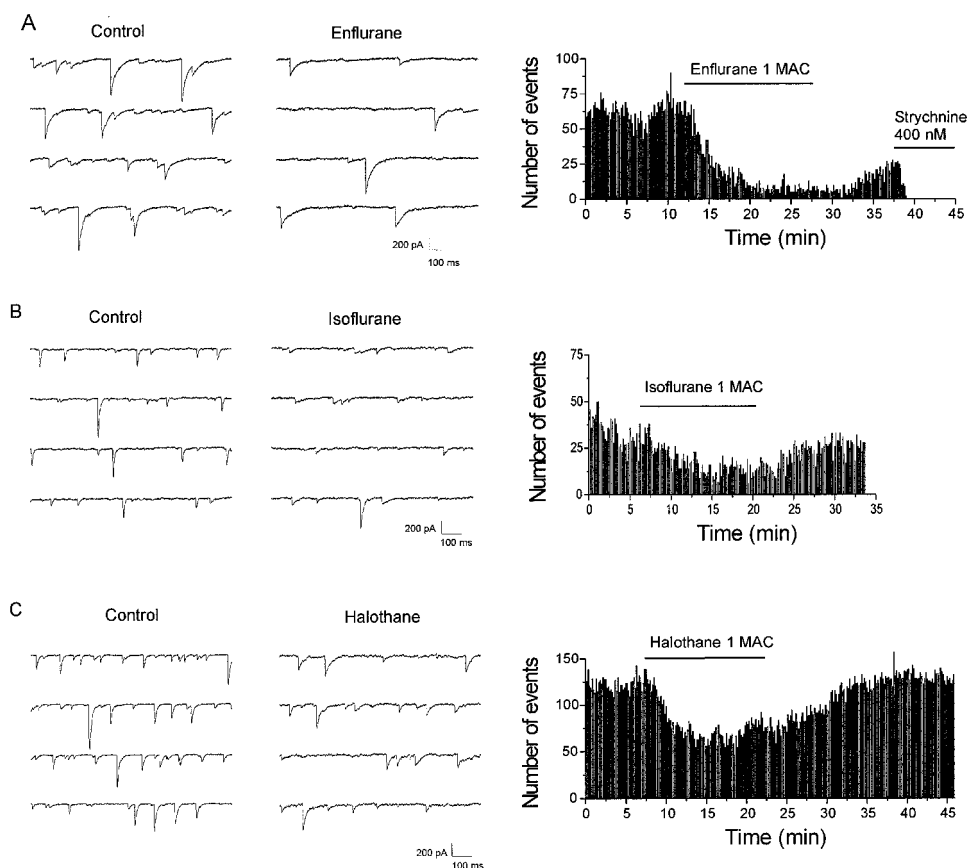 A
Control
Enflurane
200 pA
100 ms
Number of events
100
75
50
25
0
Enflurane 1 MAC
Strychnine
400 nM
0 5 10 15 20 25 30 35 40 45
Time (min)
B
Control
Isoflurane
200 pA
100 ms
Number of events
75
50
25
0
Isoflurane 1 MAC
0 5 10 15 20 25 30 35
Time (min)
C
Control
Halothane
200 pA
100 ms
Number of events
150
100
50
0
Halothane 1 MAC
0 5 10 15 20 25 30 35 40 45
Time (min)